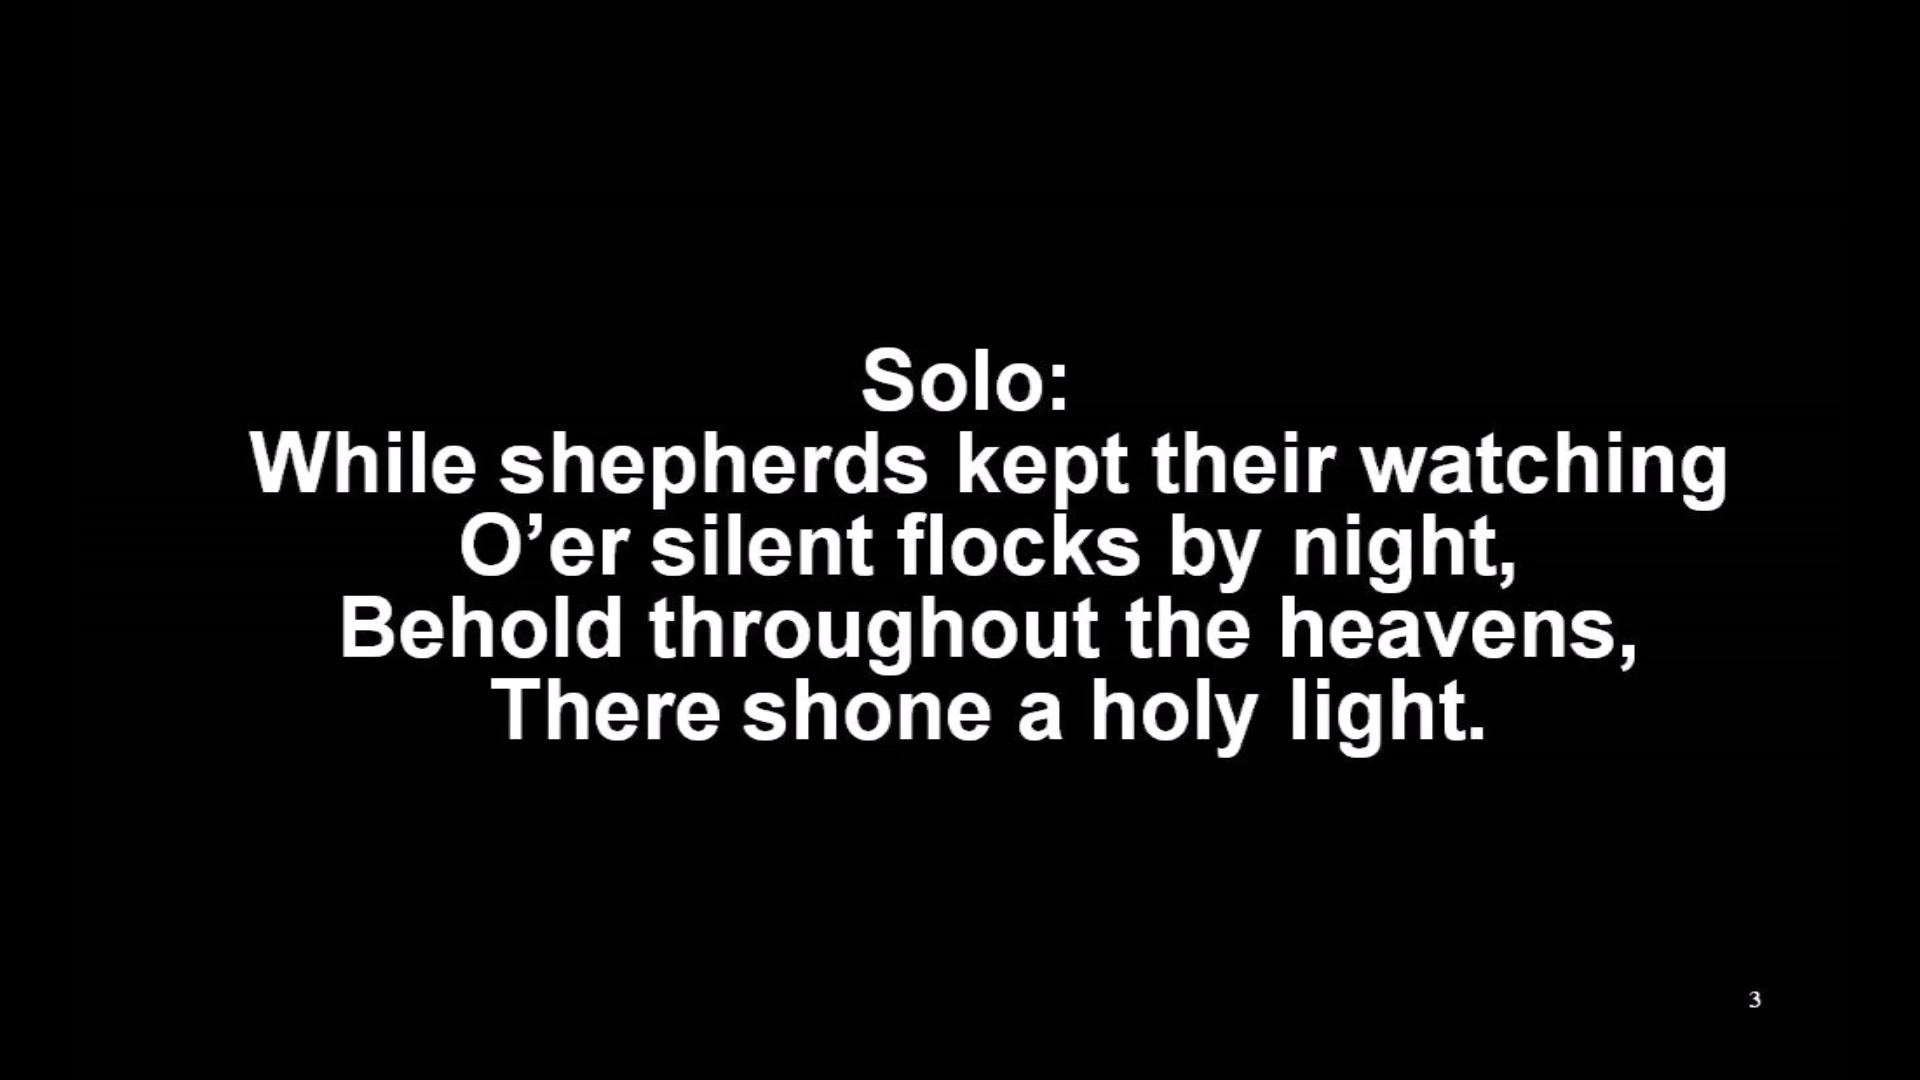 Solo:
While shepherds kept their watching
O’er silent flocks by night,
Behold throughout the heavens,
There shone a holy light.
3